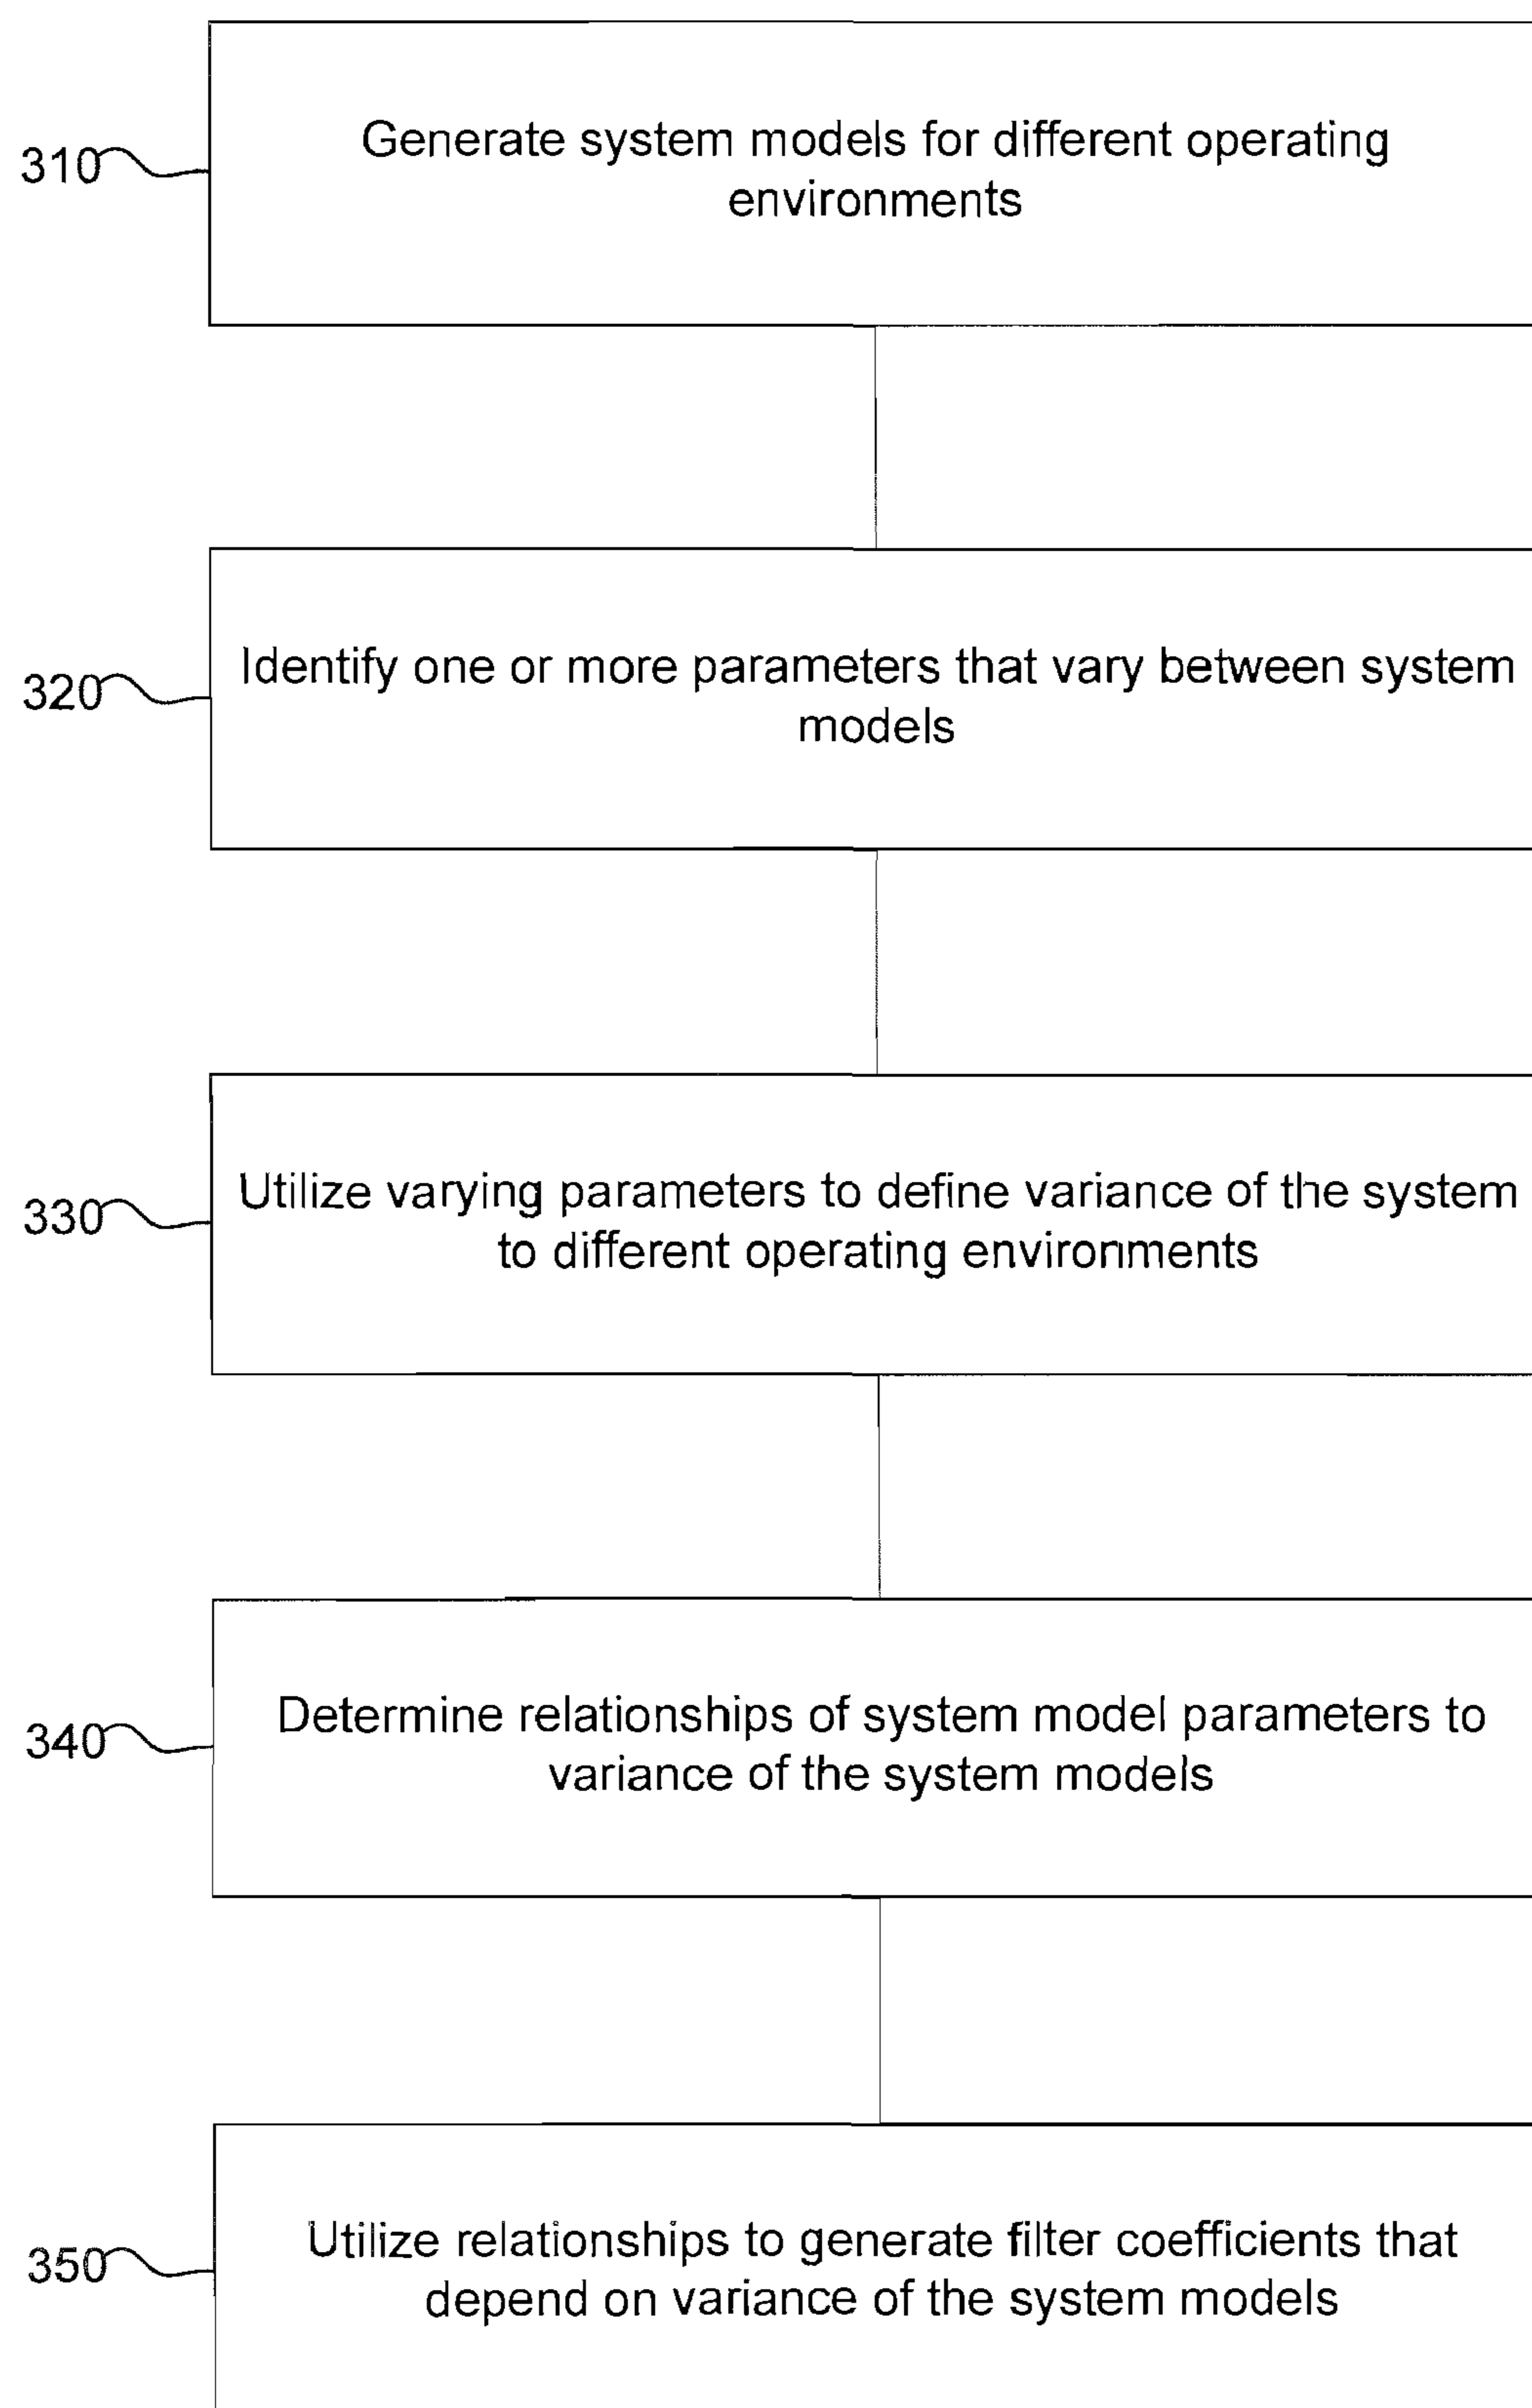 310
Generate system models for different operating
environments
320
Identify one or more parameters that vary between system
models
330
Utilize varying parameters to define variance of the system
to different operating environments
340
Determine relationships of system model parameters to
variance of the system models
350
Utilize relationships to generate filter coefficients that
depend on variance of the system models